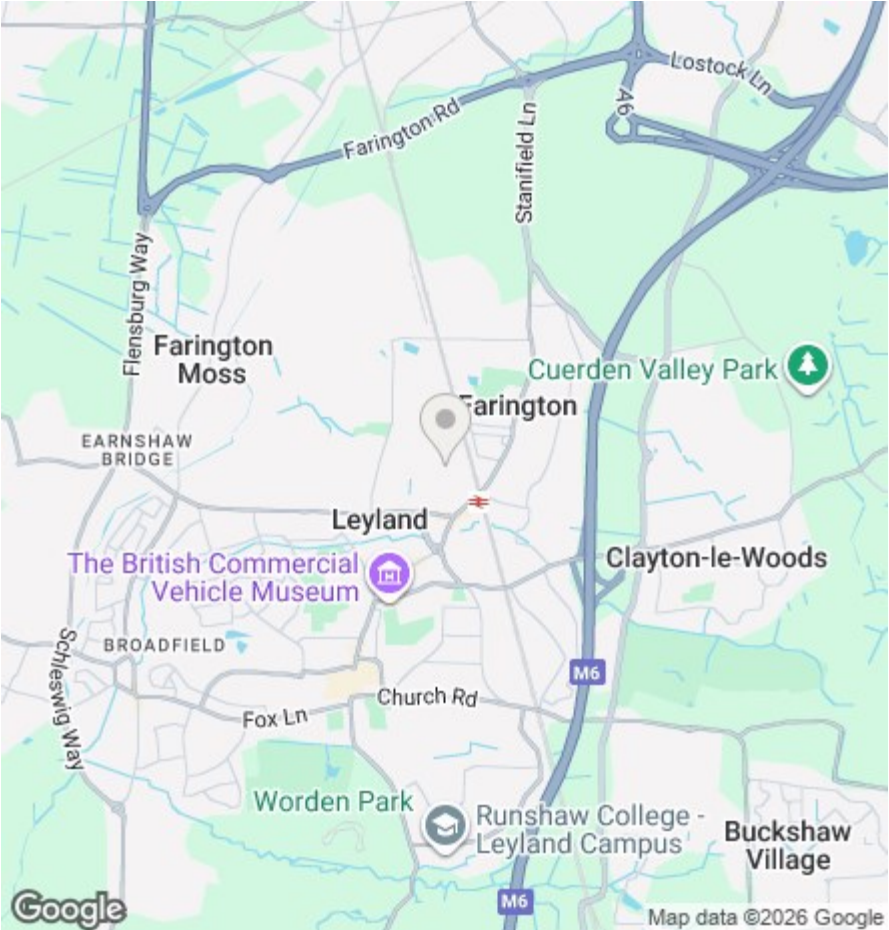 Lostock Ln
A6
Farington Rd
Stanifield Ln
Flensburg Way
Farington
Moss
Cuerden Valley Park
Farington
EARNSHAW
BRIDGE
Leyland
The British Commercial
Vehicle Museum
Clayton-le-Woods
BROADFIELD
Schleswig Way
M6
Church Rd
Fox Ln
Worden Park
Runshaw College -
Leyland Campus
Buckshaw
Village
M6
Google
Map data ©2026 Google